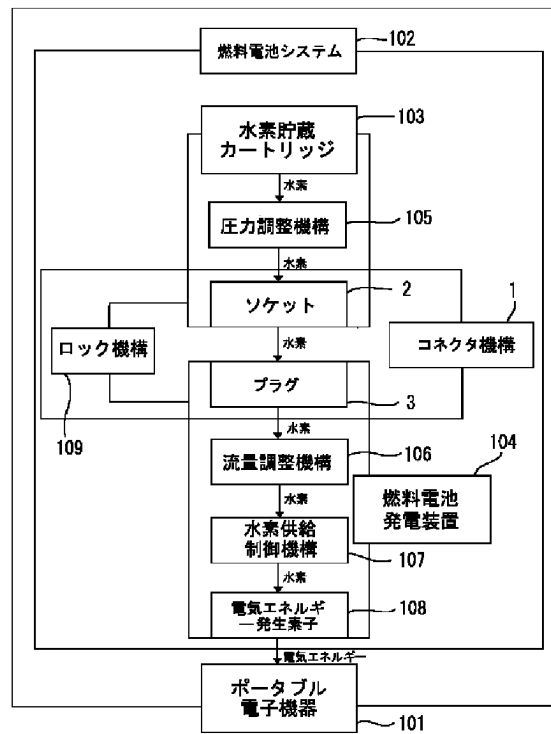 燃料電池システム
102
水素貯蔵
カートリッジ
103
水素
圧力調整機構
105
水素
ソケット
2
1
ロック機構
109
水素
コネクタ機構
プラグ
3
水素
流量調整機構
106
104
燃料電池
発電装置
水素
水素供給
制御機構
107
水素
電気エネルギ
ー発生素子
108
電気エネルギー
ポータブル
電子機器
101